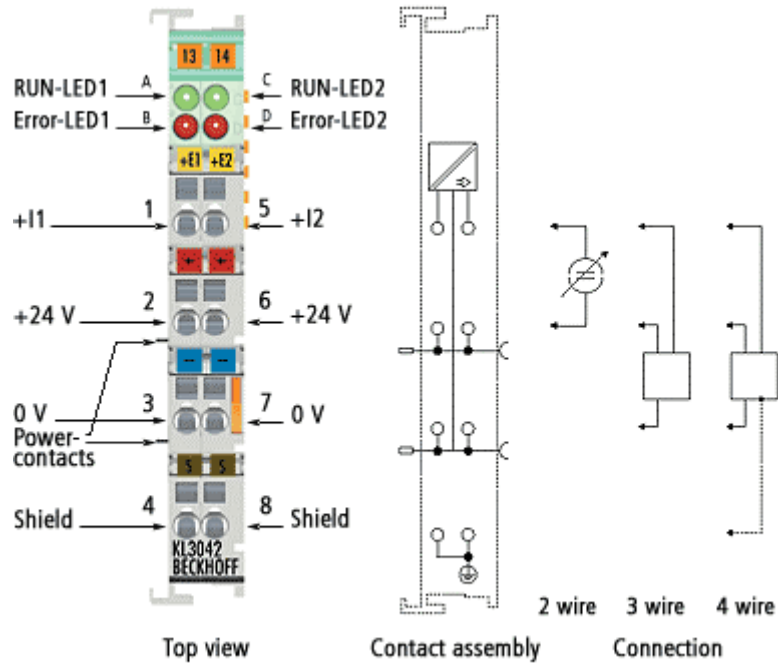 13 14
A C
RUN-LED1 RUN-LED2
B D
Error-LED1 Error-LED2
+E1 +E2
1 5
+I1 +I2
+ +
2 6
+24 V +24 V
– –
3 7
0 V 0 V
Power-
contacts
S S
4 8
Shield Shield
KL3042
BECKHOFF
2 wire 3 wire 4 wire
Top view Contact assembly Connection